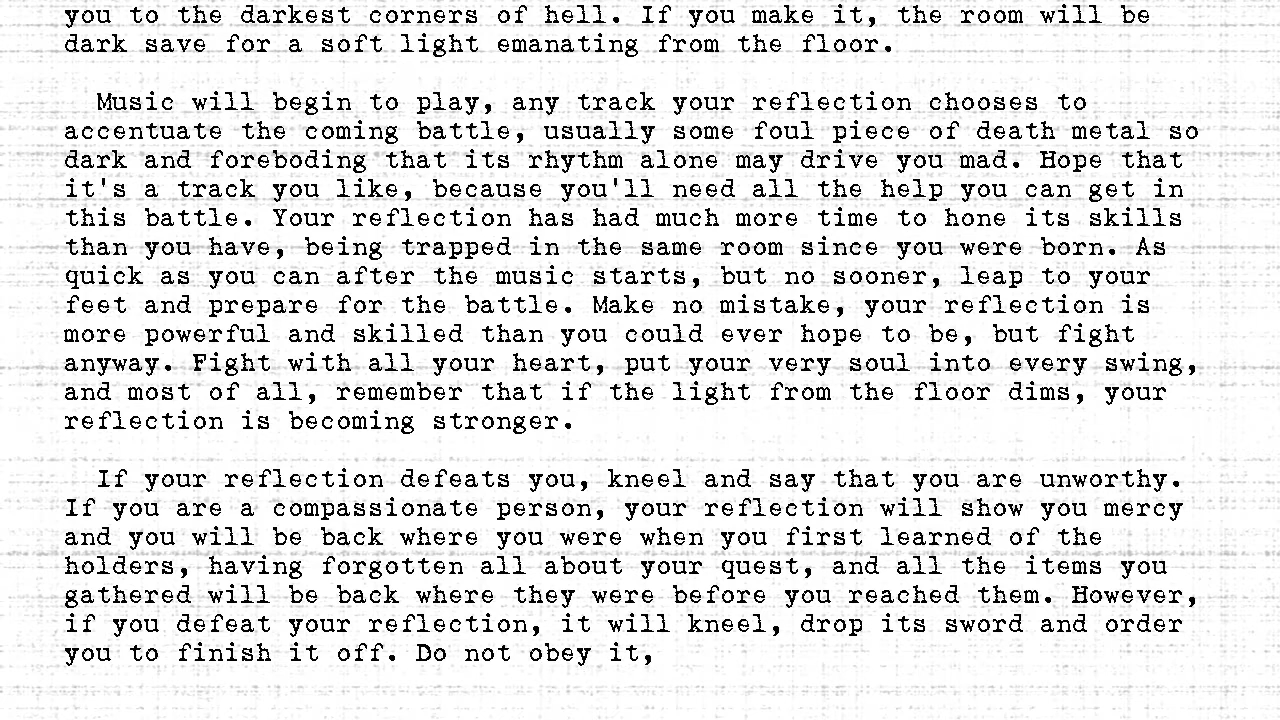 you to the darkest corners of hell. If you make it, the room will be
dark save for a soft light emanating from the floor.
Music will begin to play, any track your reflection chooses to
accentuate the coming battle, usually some foul piece of death metal so
dark and foreboding that its rhythm alone may drive you mad. Hope that
it's a track you like, because you'll need all the help you can get in
this battle. Your reflection has had much more time to hone its skills
than you have, being trapped in the same room since you were born. As
quick as you can after the music starts, but no sooner, leap to your
feet and prepare for the battle. Make no mistake, your reflection is
more powerful and skilled than you could ever hope to be, but fight
anyway. Fight with all your heart, put your very soul into every swing,
and most of all, remember that if the light from the floor dims, your
reflection is becoming stronger.
If your reflection defeats you, kneel and say that you are unworthy.
If you are a compassionate person, your reflection will show you mercy
and you will be back where you were when you first learned of the
holders, having forgotten all about your quest, and all the items you
gathered will be back where they were before you reached them. However,
if you defeat your reflection, it will kneel, drop its sword and order
you to finish it off. Do not obey it,